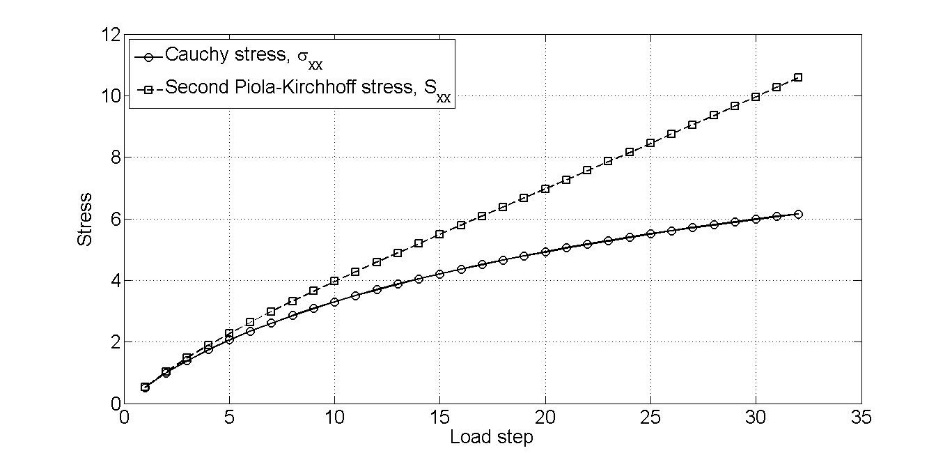 12
10
8
6
4
2
0
Stress
Cauchy stress, σxx
Second Piola-Kirchhoff stress, Sxx
0 5 10 15 20 25 30 35
Load step